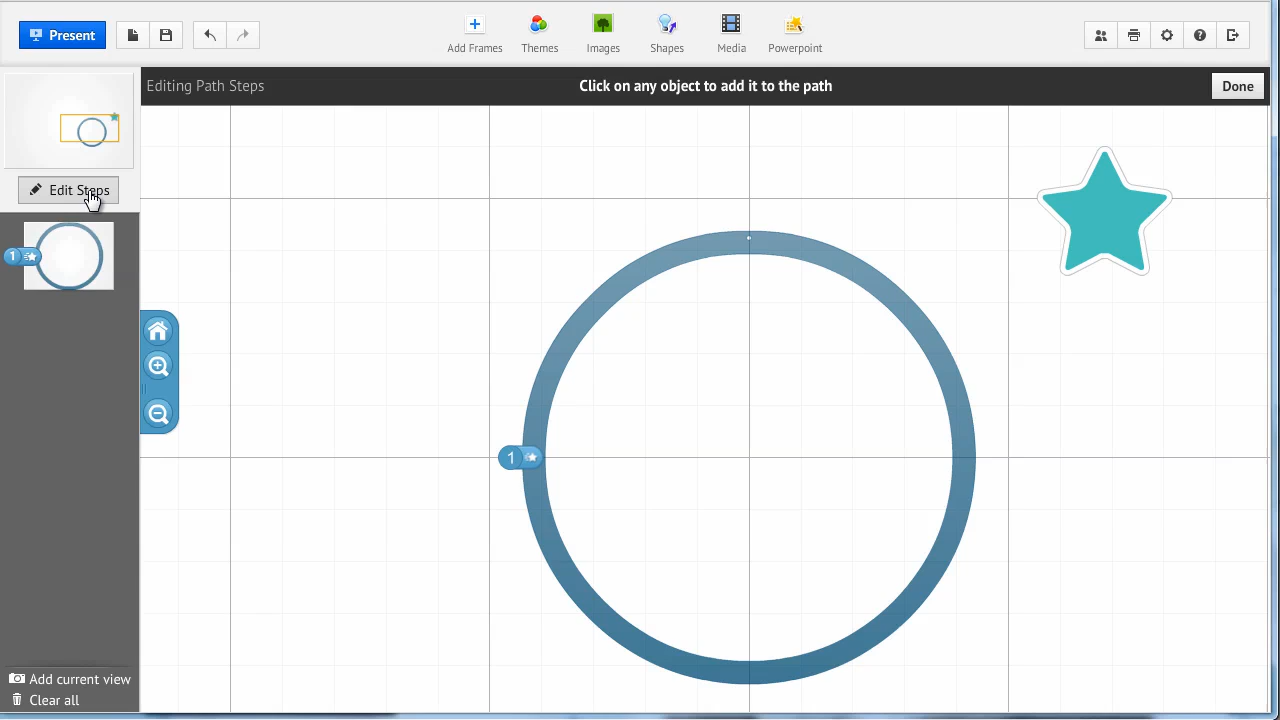 Present
Add Frames
Themes
Images
Shapes
Media
Powerpoint
Editing Path Steps
Click on any object to add it to the path
Done
Edit Steps
1
1
Add current view
Clear all